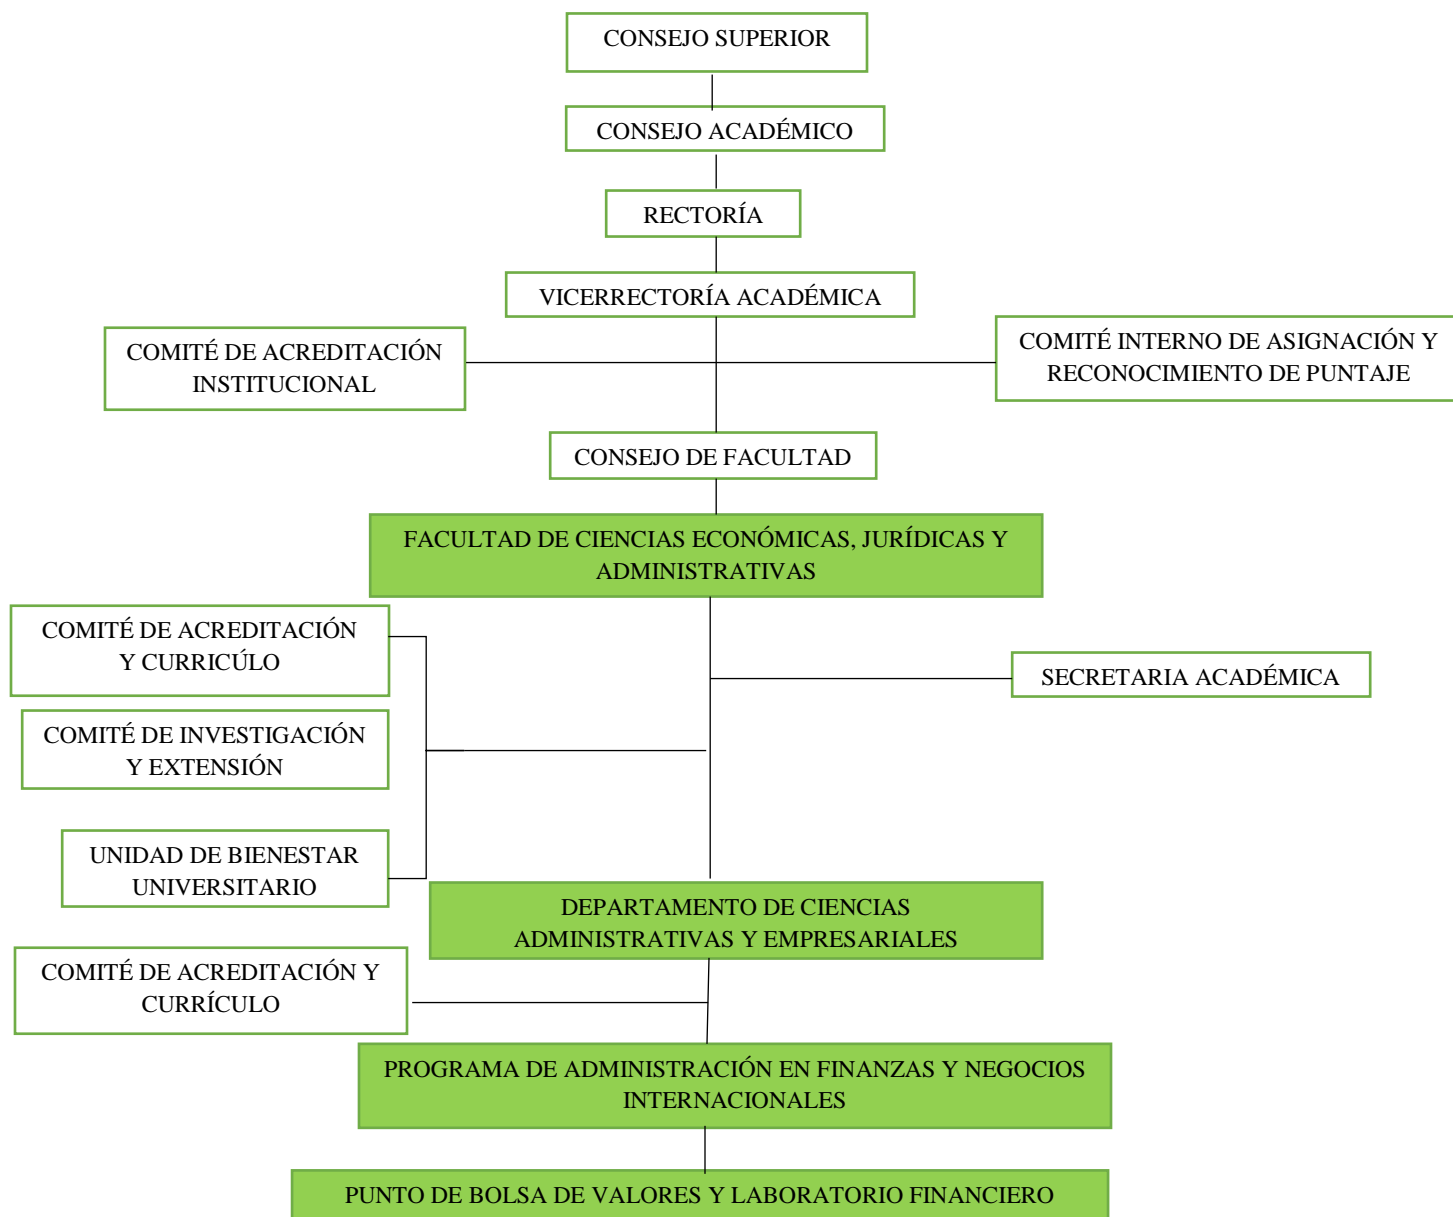 CONSEJO SUPERIOR
CONSEJO ACADÉMICO
RECTORÍA
VICERRECTORÍA ACADÉMICA
COMITÉ DE ACREDITACIÓN
INSTITUCIONAL
COMITÉ INTERNO DE ASIGNACIÓN Y
RECONOCIMIENTO DE PUNTAJE
CONSEJO DE FACULTAD
FACULTAD DE CIENCIAS ECONÓMICAS, JURÍDICAS Y
ADMINISTRATIVAS
COMITÉ DE ACREDITACIÓN
Y CURRICÚLO
SECRETARIA ACADÉMICA
COMITÉ DE INVESTIGACIÓN
Y EXTENSIÓN
UNIDAD DE BIENESTAR
UNIVERSITARIO
DEPARTAMENTO DE CIENCIAS
ADMINISTRATIVAS Y EMPRESARIALES
COMITÉ DE ACREDITACIÓN Y
CURRÍCULO
PROGRAMA DE ADMINISTRACIÓN EN FINANZAS Y NEGOCIOS
INTERNACIONALES
PUNTO DE BOLSA DE VALORES Y LABORATORIO FINANCIERO